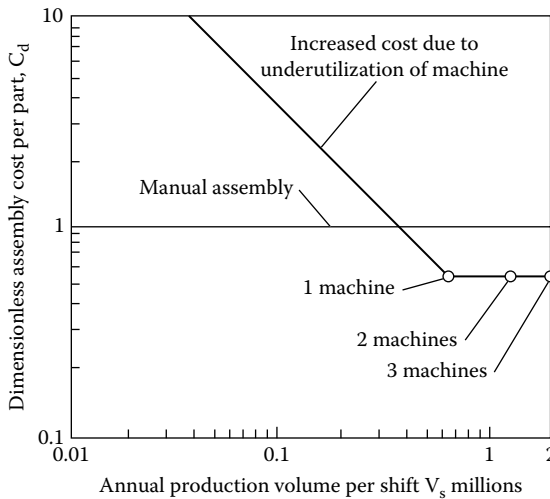 10
Increased cost due to
underutilization of machine
Manual assembly
1
1 machine
2 machines
3 machines
0.1
0.01
0.1
1
2
Dimensionless assembly cost per part, C_d
Annual production volume per shift V_s millions